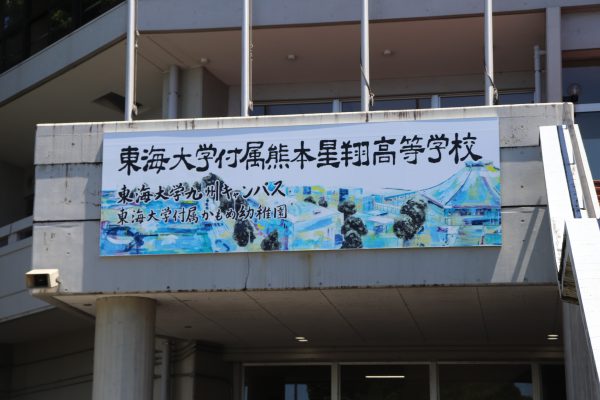 東海大学付属熊本星翔高等学校
東海大学九州キャンパス
東海大学付属かもめ幼稚園